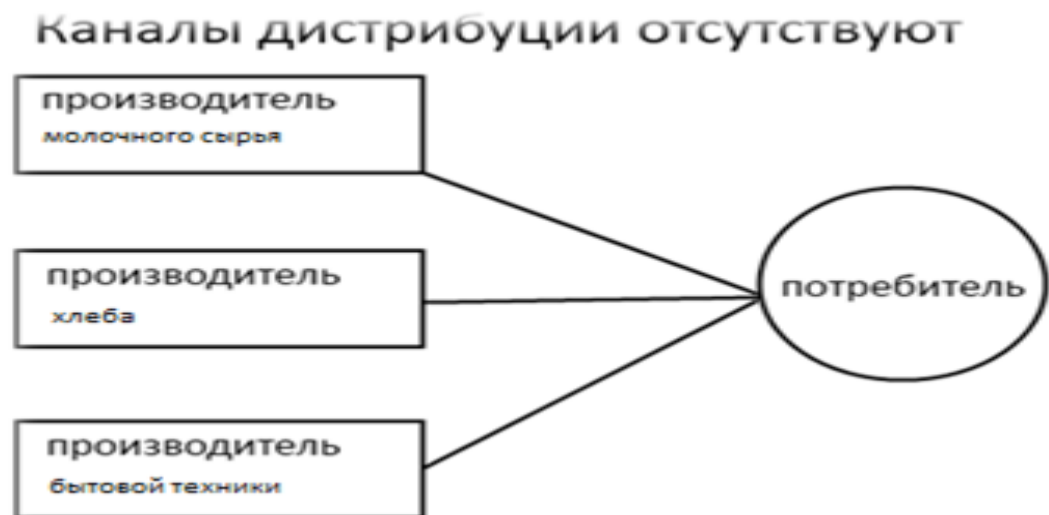 Каналы дистрибуции отсутствуют
производитель
молочного сырья
производитель
хлеба
потребитель
производитель
бытовой техники